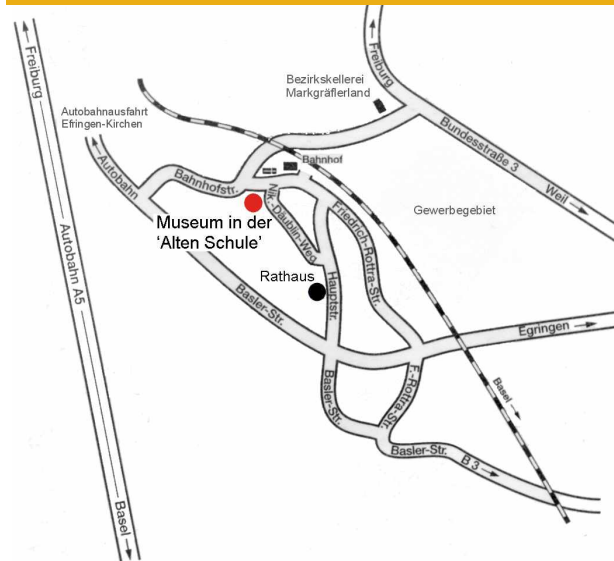 Freiburg
Freiburg
Bezirkskellerei
Markgräflerland
Autobahnausfahrt
Efringen-Kirchen
Bundesstraße 3
Weil
Autobahn
Bahnhofstr.
Bahnhof
Nik.-Däublin-Weg
Friedrich-Rottra-Str.
Gewerbegebiet
Museum in der
‘Alten Schule’
Rathaus
Hauptstr.
Autobahn A5
Basler-Str.
Egringen
Basler-Str.
F.-Rottra-Str.
Basel
Basler-Str.
B 3
Basel